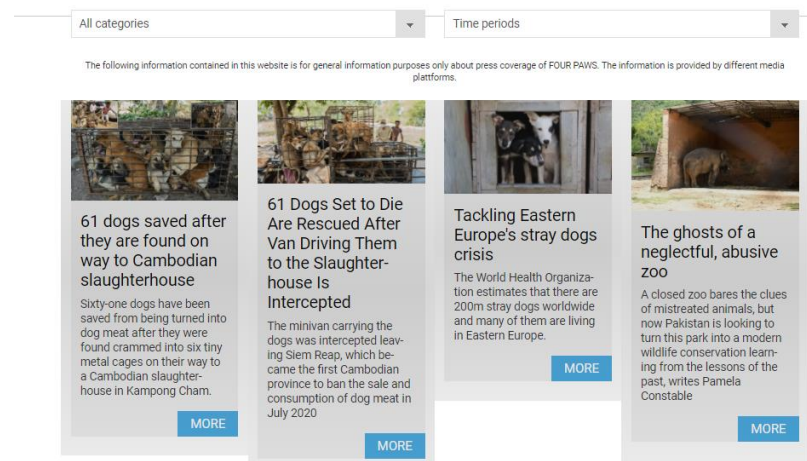 All categories
Time periods
The following information contained in this website is for general information purposes only about press coverage of FOUR PAWS. The information is provided by different media
plattforms.
61 dogs saved after
they are found on
way to Cambodian
slaughterhouse
Sixty-one dogs have been
saved from being turned into
dog meat after they were
found crammed into six tiny
metal cages on their way to
a Cambodian slaughter-
house in Kampong Cham.
MORE
61 Dogs Set to Die
Are Rescued After
Van Driving Them
to the Slaughter-
house Is
Intercepted
The minivan carrying the
dogs was intercepted leav-
ing Siem Reap, which be-
came the first Cambodian
province to ban the sale and
consumption of dog meat in
July 2020
MORE
Tackling Eastern
Europe's stray dogs
crisis
The World Health Organiza-
tion estimates that there are
200m stray dogs worldwide
and many of them are living
in Eastern Europe.
MORE
The ghosts of a
neglectful, abusive
zoo
A closed zoo bares the clues
of mistreated animals, but
now Pakistan is looking to
turn this park into a modern
wildlife conservation learn-
ing from the lessons of the
past, writes Pamela
Constable
MORE